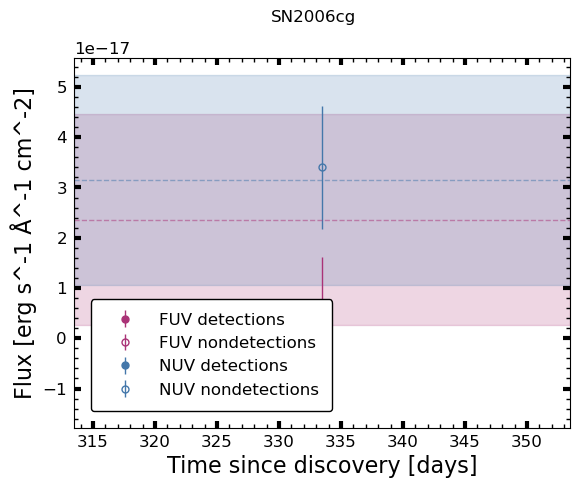 SN2006cg
1e−17
5
4
3
2
1
0
−1
Flux [erg s^-1 Å^-1 cm^-2]
FUV detections
FUV nondetections
NUV detections
NUV nondetections
315 320 325 330 335 340 345 350
Time since discovery [days]